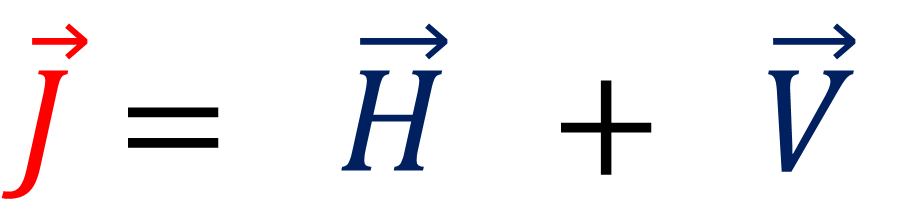 J⃗ = H⃗ + V⃗